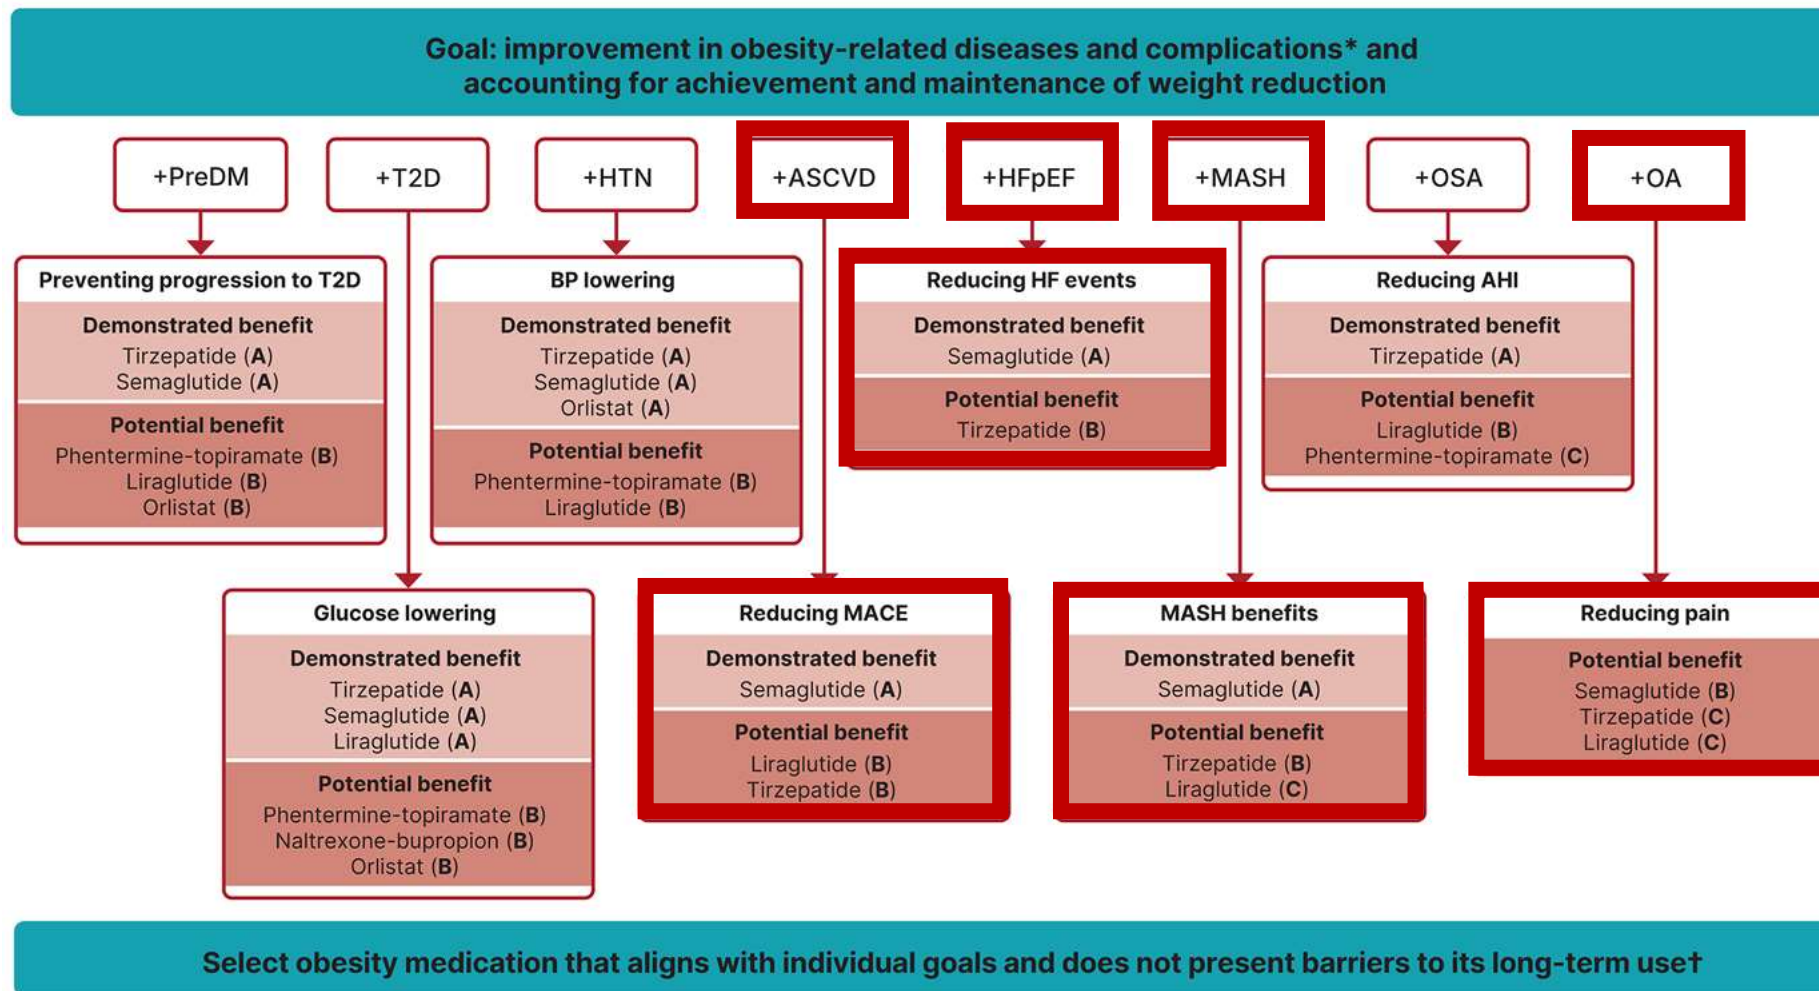 Goal: improvement in obesity-related diseases and complications* and
accounting for achievement and maintenance of weight reduction
+PreDM
+T2D
+HTN
+ASCVD
+HFpEF
+MASH
+OSA
+OA
Preventing progression to T2D
Demonstrated benefit
Tirzepatide (A)
Semaglutide (A)
Potential benefit
Phentermine-topiramate (B)
Liraglutide (B)
Orlistat (B)
BP lowering
Demonstrated benefit
Tirzepatide (A)
Semaglutide (A)
Orlistat (A)
Potential benefit
Phentermine-topiramate (B)
Liraglutide (B)
Reducing HF events
Demonstrated benefit
Semaglutide (A)
Potential benefit
Tirzepatide (B)
Reducing AHI
Demonstrated benefit
Tirzepatide (A)
Potential benefit
Liraglutide (B)
Phentermine-topiramate (C)
Glucose lowering
Demonstrated benefit
Tirzepatide (A)
Semaglutide (A)
Liraglutide (A)
Potential benefit
Phentermine-topiramate (B)
Naltrexone-bupropion (B)
Orlistat (B)
Reducing MACE
Demonstrated benefit
Semaglutide (A)
Potential benefit
Liraglutide (B)
Tirzepatide (B)
MASH benefits
Demonstrated benefit
Semaglutide (A)
Potential benefit
Tirzepatide (B)
Liraglutide (C)
Reducing pain
Potential benefit
Semaglutide (B)
Tirzepatide (C)
Liraglutide (C)
Select obesity medication that aligns with individual goals and does not present barriers to its long-term use†